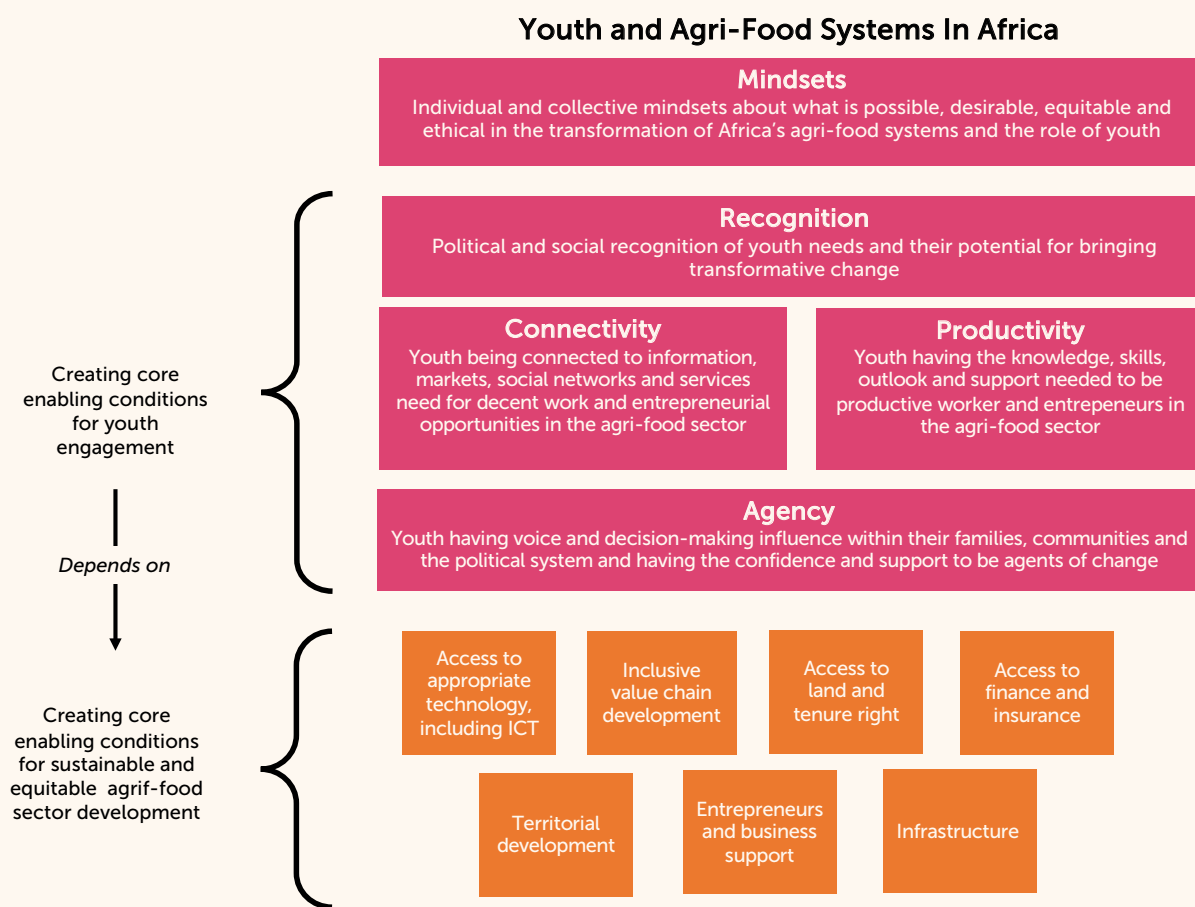 Youth and Agri-Food Systems In Africa
Mindsets
Individual and collective mindsets about what is possible, desirable, equitable and
ethical in the transformation of Africa’s agri-food systems and the role of youth
Creating core
enabling conditions
for youth
engagement
Recognition
Political and social recognition of youth needs and their potential for bringing
transformative change
Connectivity
Youth being connected to information,
markets, social networks and services
need for decent work and entrepreneurial
opportunities in the agri-food sector
Productivity
Youth having the knowledge, skills,
outlook and support needed to be
productive worker and entrepeneurs in
the agri-food sector
Agency
Youth having voice and decision-making influence within their families, communities and
the political system and having the confidence and support to be agents of change
Depends on
Creating core
enabling conditions
for sustainable and
equitable agrif-food
sector development
Access to
appropriate
technology,
including ICT
Inclusive
value chain
development
Access to
land and
tenure right
Access to
finance and
insurance
Territorial
development
Entrepreneurs
and business
support
Infrastructure